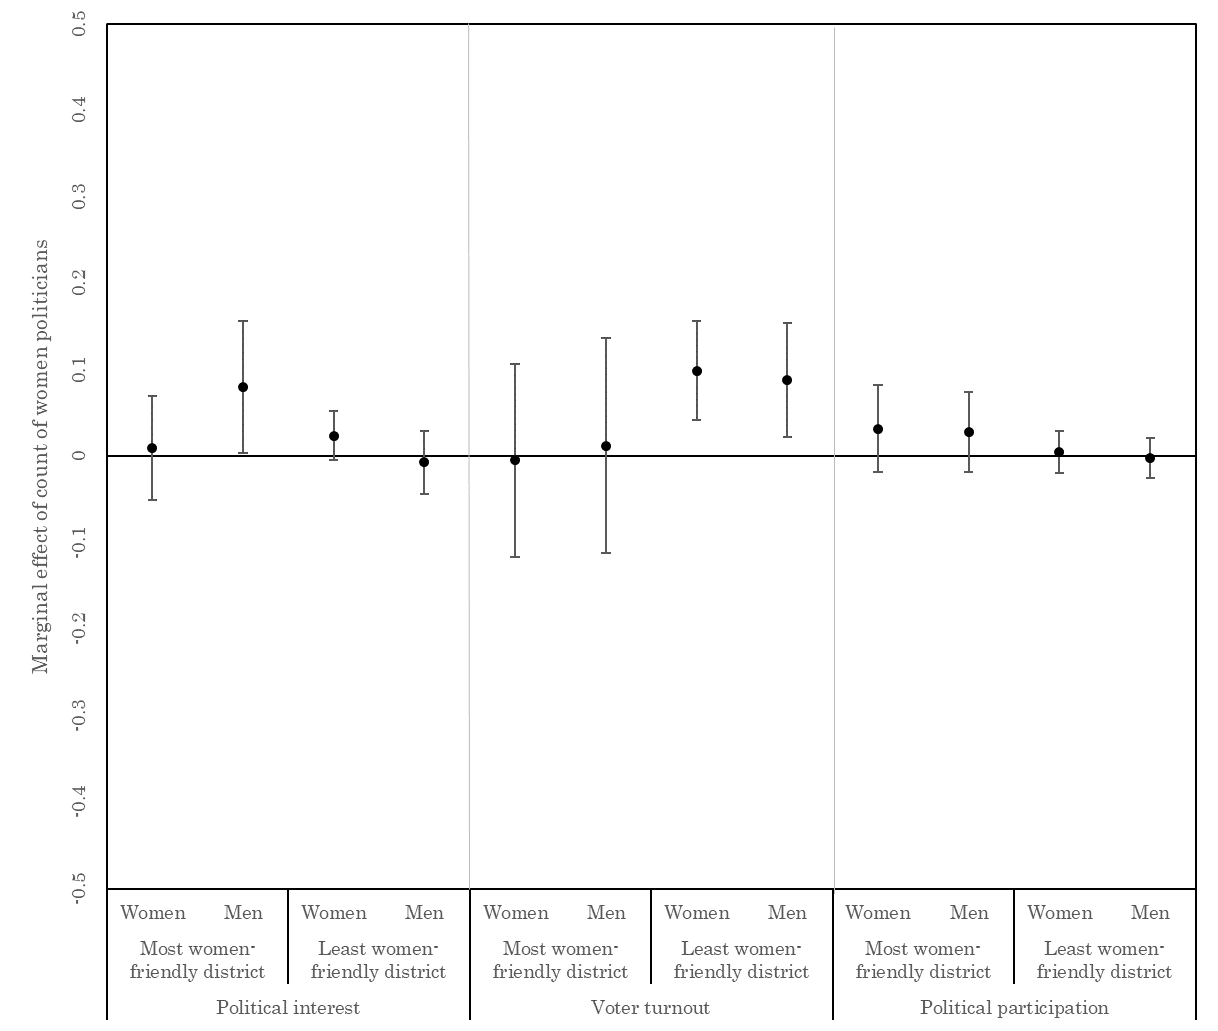 Marginal effect of count of women politicians
0.5
0.4
0.3
0.2
0.1
0
-0.1
-0.2
-0.3
-0.4
-0.5
Women Men Women Men Women Men Women Men Women Men Women Men
Most women- Least women- Most women- Least women- Most women- Least women-
friendly district friendly district friendly district friendly district friendly district friendly district
Political interest Voter turnout Political participation